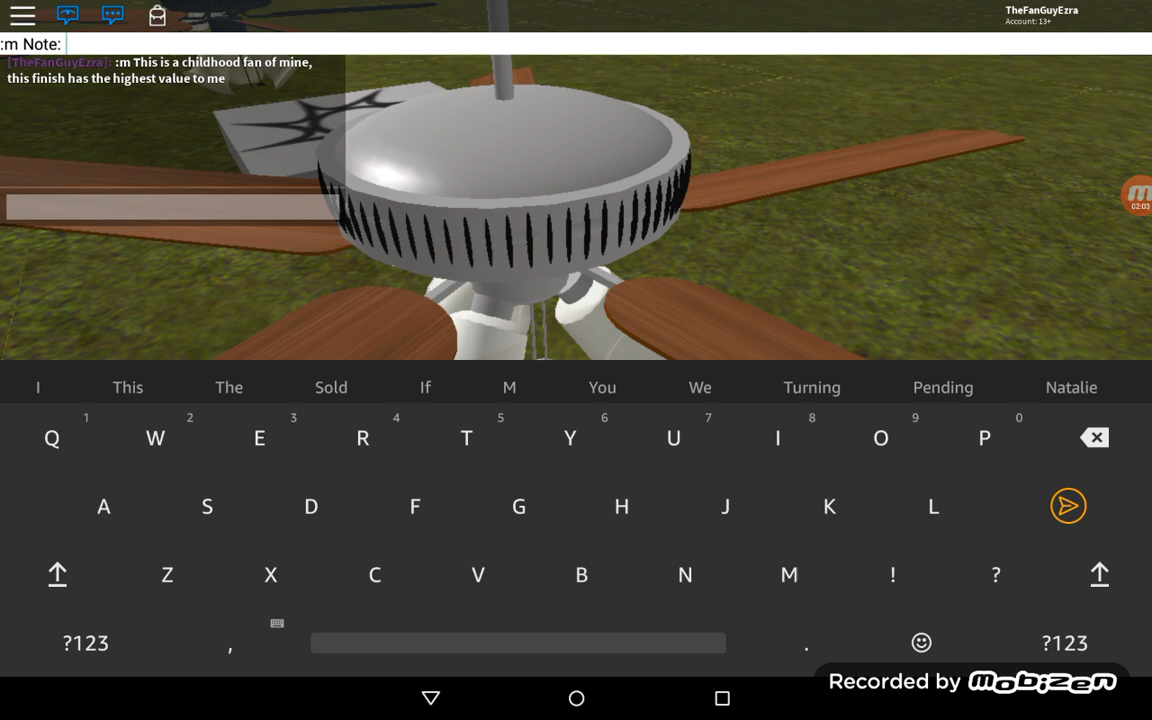 TheFanGuyEzra
Account: 13+
:m Note:
[TheFanGuyEzra]: :m This is a childhood fan of mine,
this finish has the highest value to me
02:03
I This The Sold If M You We Turning Pending Natalie
1 2 3 4 5 6 7 8 9 0
Q W E R T Y U I O P
A S D F G H J K L
Z X C V B N M ! ?
?123 , . ?123
Recorded by mobizen